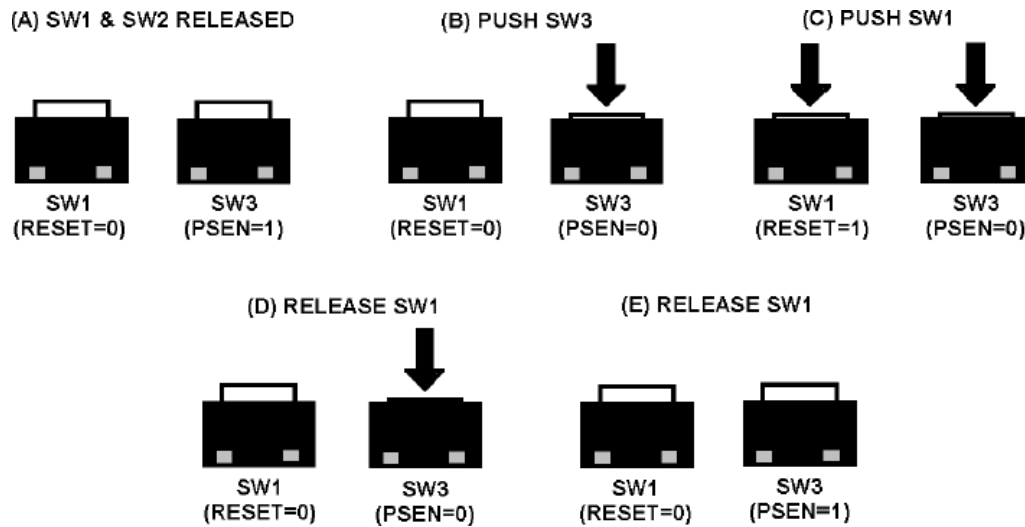 (A) SW1 & SW2 RELEASED
(B) PUSH SW3
(C) PUSH SW1
SW1
(RESET=0)
SW3
(PSEN=1)
SW1
(RESET=0)
SW3
(PSEN=0)
SW1
(RESET=1)
SW3
(PSEN=0)
(D) RELEASE SW1
(E) RELEASE SW1
SW1
(RESET=0)
SW3
(PSEN=0)
SW1
(RESET=0)
SW3
(PSEN=1)